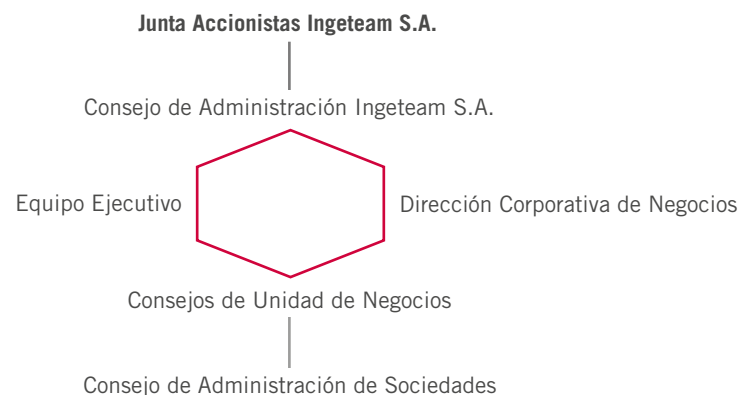 Junta Accionistas Ingeteam S.A.
Consejo de Administración Ingeteam S.A.
Equipo Ejecutivo
Dirección Corporativa de Negocios
Consejos de Unidad de Negocios
Consejo de Administración de Sociedades